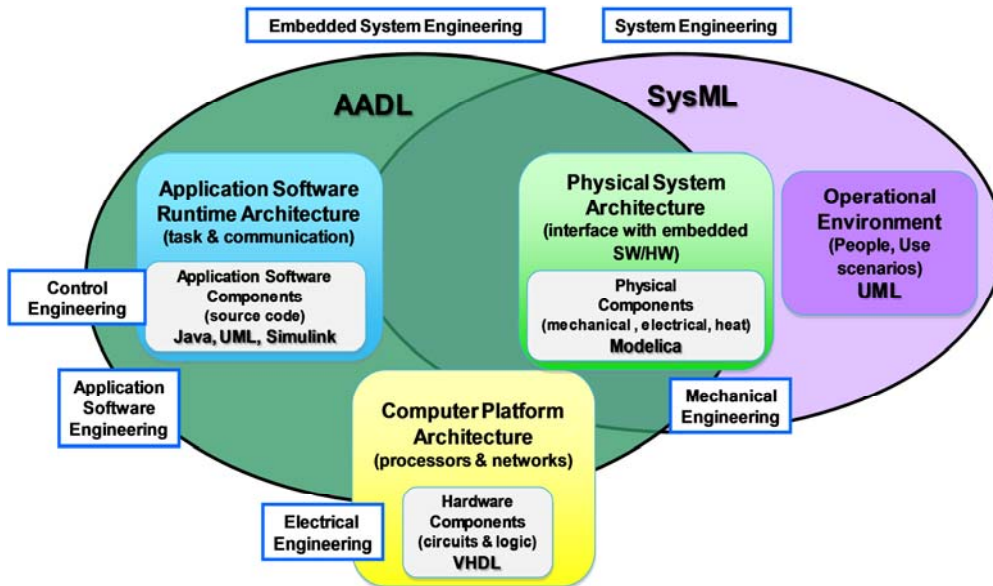 Embedded System Engineering
System Engineering
AADL
SysML
Application Software
Runtime Architecture
(task & communication)
Application Software
Components
(source code)
Java, UML, Simulink
Physical System
Architecture
(interface with embedded
SW/HW)
Physical
Components
(mechanical , electrical, heat)
Modelica
Operational
Environment
(People, Use
scenarios)
UML
Control
Engineering
Application
Software
Engineering
Computer Platform
Architecture
(processors & networks)
Hardware
Components
(circuits & logic)
VHDL
Mechanical
Engineering
Electrical
Engineering